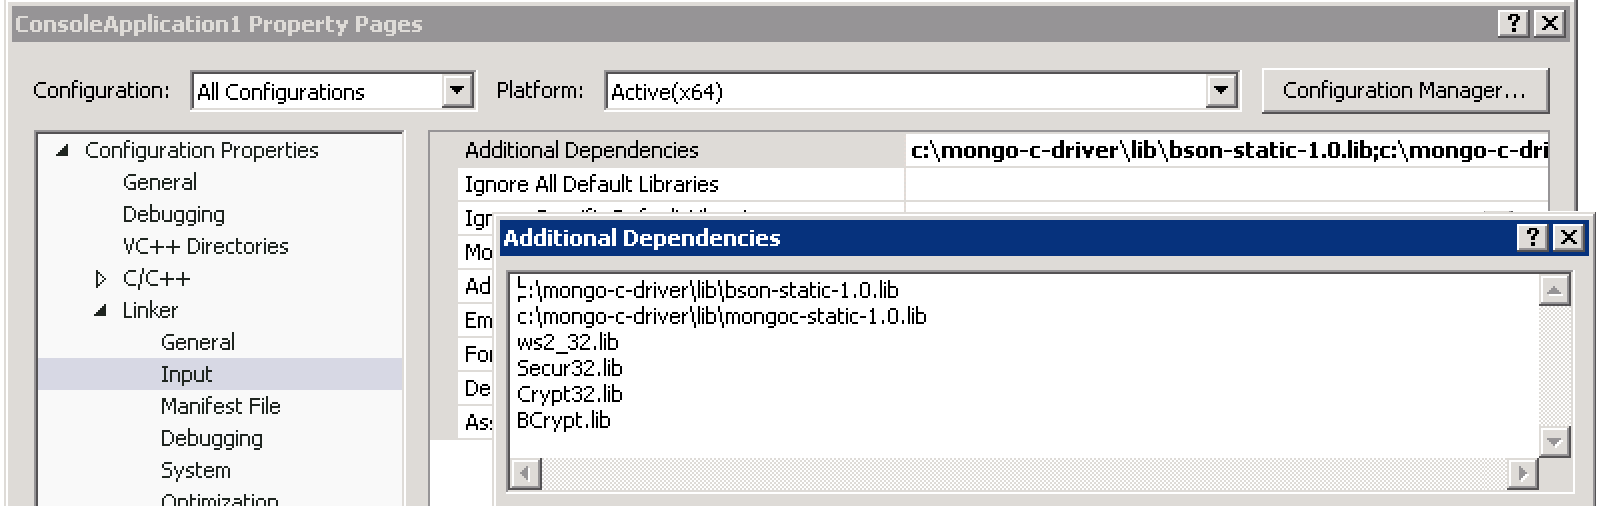 ConsoleApplication1 Property Pages
Configuration: All Configurations Platform: Active(x64) Configuration Manager...
Configuration Properties
General
Debugging
VC++ Directories
C/C++
Linker
General
Input
Manifest File
Debugging
System
Optimization
Additional Dependencies c:\mongo-c-driver\lib\bson-static-1.0.lib;c:\mongo-c-dri
Ignore All Default Libraries
Mo
Ad
Em
Fo
De
As
Additional Dependencies
c:\mongo-c-driver\lib\bson-static-1.0.lib
c:\mongo-c-driver\lib\mongoc-static-1.0.lib
ws2_32.lib
Secur32.lib
Crypt32.lib
BCrypt.lib